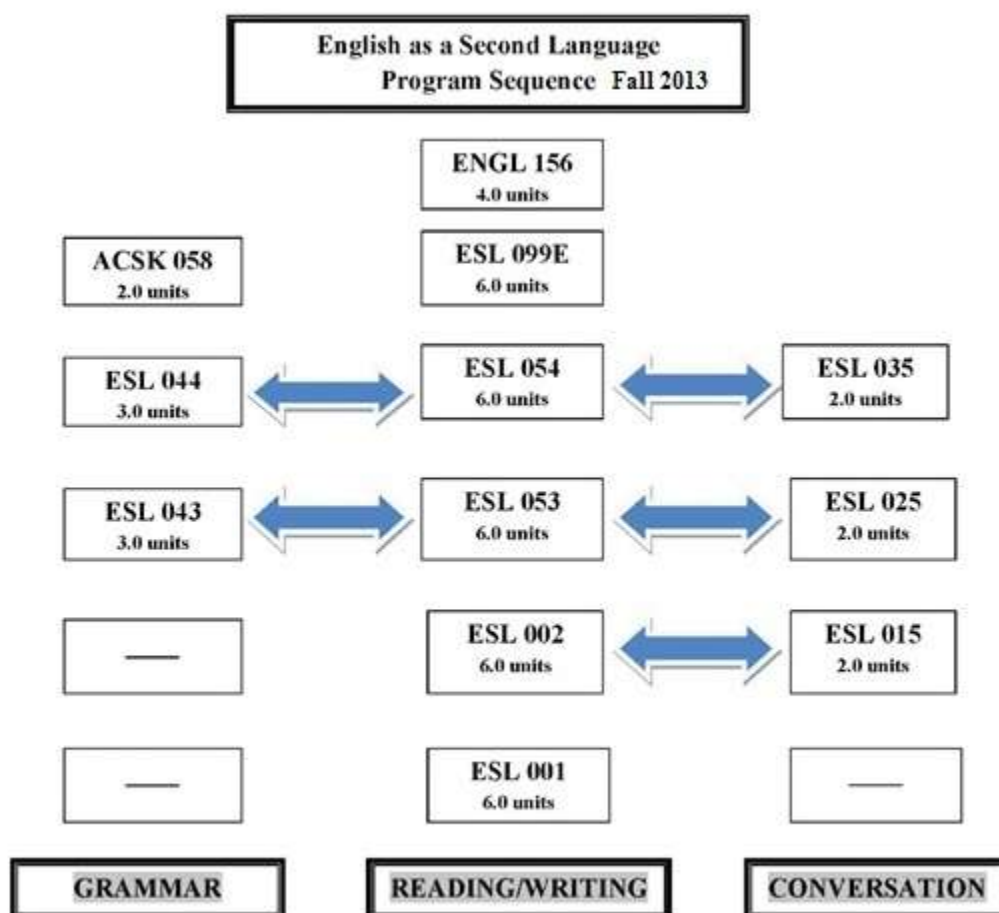 English as a Second Language
Program Sequence Fall 2013
ENGL 156
4.0 units
ACSK 058
2.0 units
ESL 099E
6.0 units
ESL 044
3.0 units
ESL 054
6.0 units
ESL 035
2.0 units
ESL 043
3.0 units
ESL 053
6.0 units
ESL 025
2.0 units
ESL 002
6.0 units
ESL 015
2.0 units
ESL 001
6.0 units
GRAMMAR
READING/WRITING
CONVERSATION